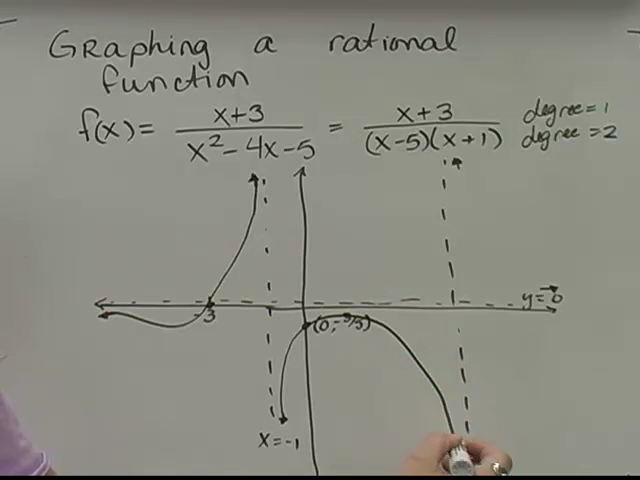 Graphing a rational
function
f(x) = x+3 / x² - 4x - 5 = x+3 / (x-5)(x+1)
degree = 1
degree = 2
y = 0
-3
(0, -3/5)
x = -1